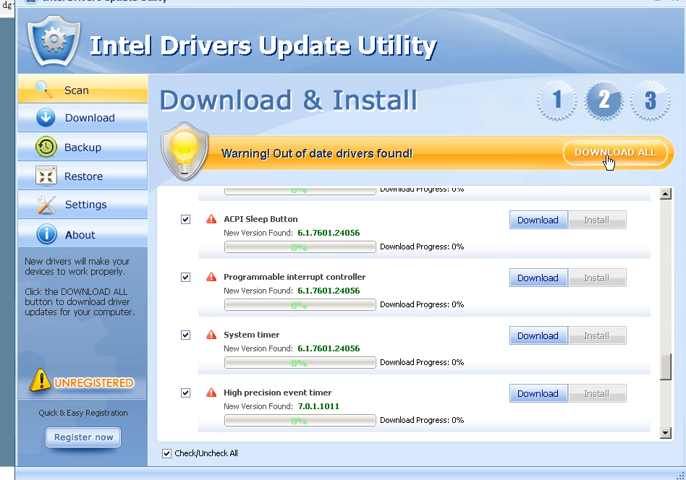 Intel Drivers Update Utility
Intel Drivers Update Utility
Scan
Download
Backup
Restore
Settings
About
New drivers will make your
devices to work properly.
Click the DOWNLOAD ALL
button to download driver
updates for your computer.
UNREGISTERED
Quick & Easy Registration
Register now
Download & Install
1 2 3
Warning! Out of date drivers found!
DOWNLOAD ALL
0% Download Progress: 0%
ACPI Sleep Button
New Version Found: 6.1.7601.24056
Download Install
0% Download Progress: 0%
Programmable interrupt controller
New Version Found: 6.1.7601.24056
Download Install
0% Download Progress: 0%
System timer
New Version Found: 6.1.7601.24056
Download Install
0% Download Progress: 0%
High precision event timer
New Version Found: 7.0.1.1011
Download Install
0% Download Progress: 0%
Check/Uncheck All